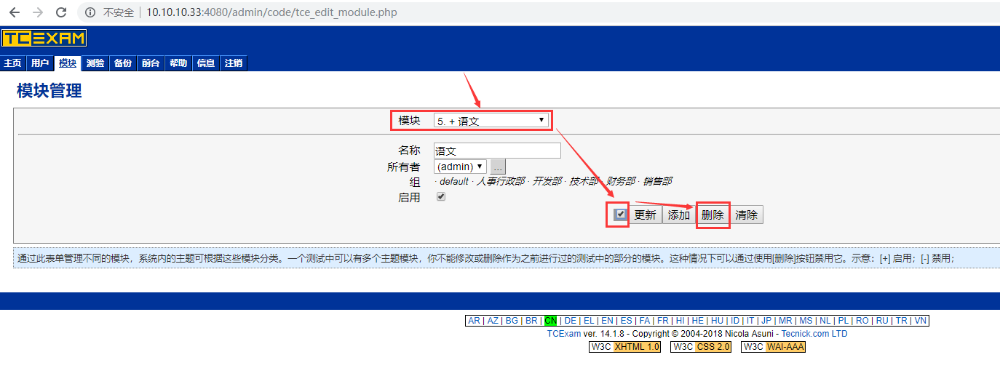 不安全 | 10.10.10.33:4080/admin/code/tce_edit_module.php
TCEXAM
主页 用户 模块 测验 备份 前台 帮助 信息 注销
模块管理
模块 5. + 语文
名称 语文
所有者 (admin) ...
组 · default · 人事行政部 · 开发部 · 技术部 · 财务部 · 销售部
启用
更新 添加 删除 清除
通过此表单管理不同的模块，系统内的主题可根据这些模块分类。一个测试中可以有多个主题模块，你不能修改或删除作为之前进行过的测试中的部分的模块。这种情况下可以通过使用[删除]按钮禁用它。示意：[+] 启用；[-] 禁用；
AR | AZ | BG | BR | CN | DE | EL | EN | ES | FA | FR | HI | HE | HU | ID | IT | JP | MR | MS | NL | PL | RO | RU | TR | VN
TCExam ver. 14.1.8 - Copyright © 2004-2018 Nicola Asuni - Tecnick.com LTD
W3C XHTML 1.0 W3C CSS 2.0 W3C WAI-AAA